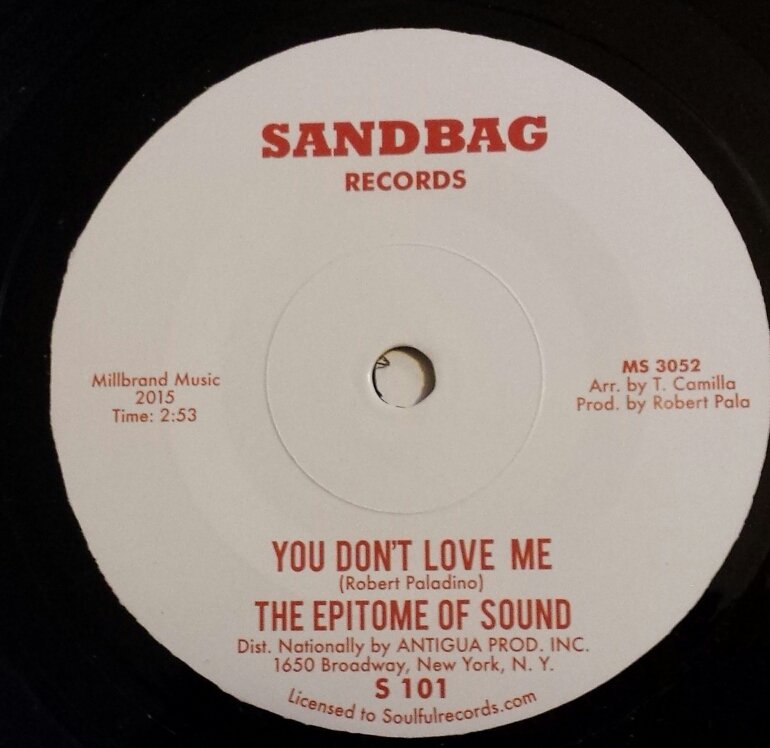 SANDBAG
RECORDS
Millbrand Music
2015
Time: 2:53
MS 3052
Arr. by T. Camilla
Prod. by Robert Pala
YOU DON'T LOVE ME
(Robert Paladino)
THE EPITOME OF SOUND
Dist. Nationally by ANTIGUA PROD. INC.
1650 Broadway, New York, N. Y.
S 101
Licensed to Soulfulrecords.com